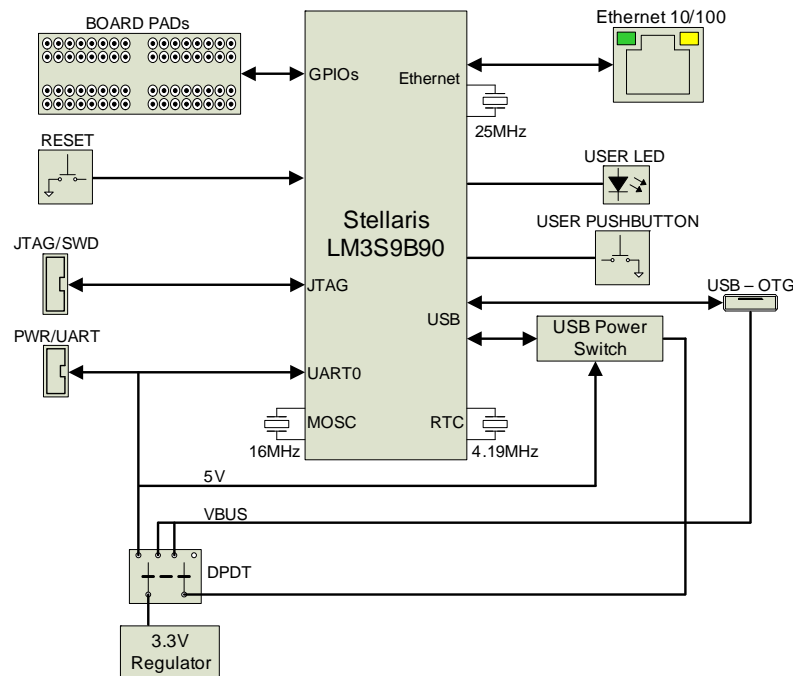 BOARD PADs
Ethernet 10/100
GPIOs
Ethernet
25MHz
RESET
USER LED
Stellaris
LM3S9B90
USER PUSHBUTTON
JTAG/SWD
JTAG
USB – OTG
USB
USB Power
Switch
PWR/UART
UART0
MOSC
RTC
16MHz
4.19MHz
5V
VBUS
DPDT
3.3V
Regulator